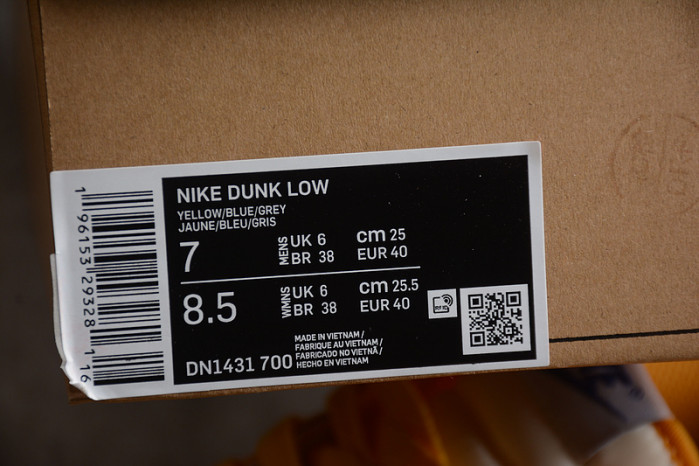 NIKE DUNK LOW
YELLOW/BLUE/GREY
JAUNE/BLEU/GRIS
7 MENS UK 6 cm 25
BR 38 EUR 40
8.5 WMNS UK 6 cm 25.5
BR 38 EUR 40
DN1431 700
MADE IN VIETNAM /
FABRIQUE AU VIETNAM /
FABRICADO NO VIETNÃ /
HECHO EN VIETNAM
1 96153 29328 116